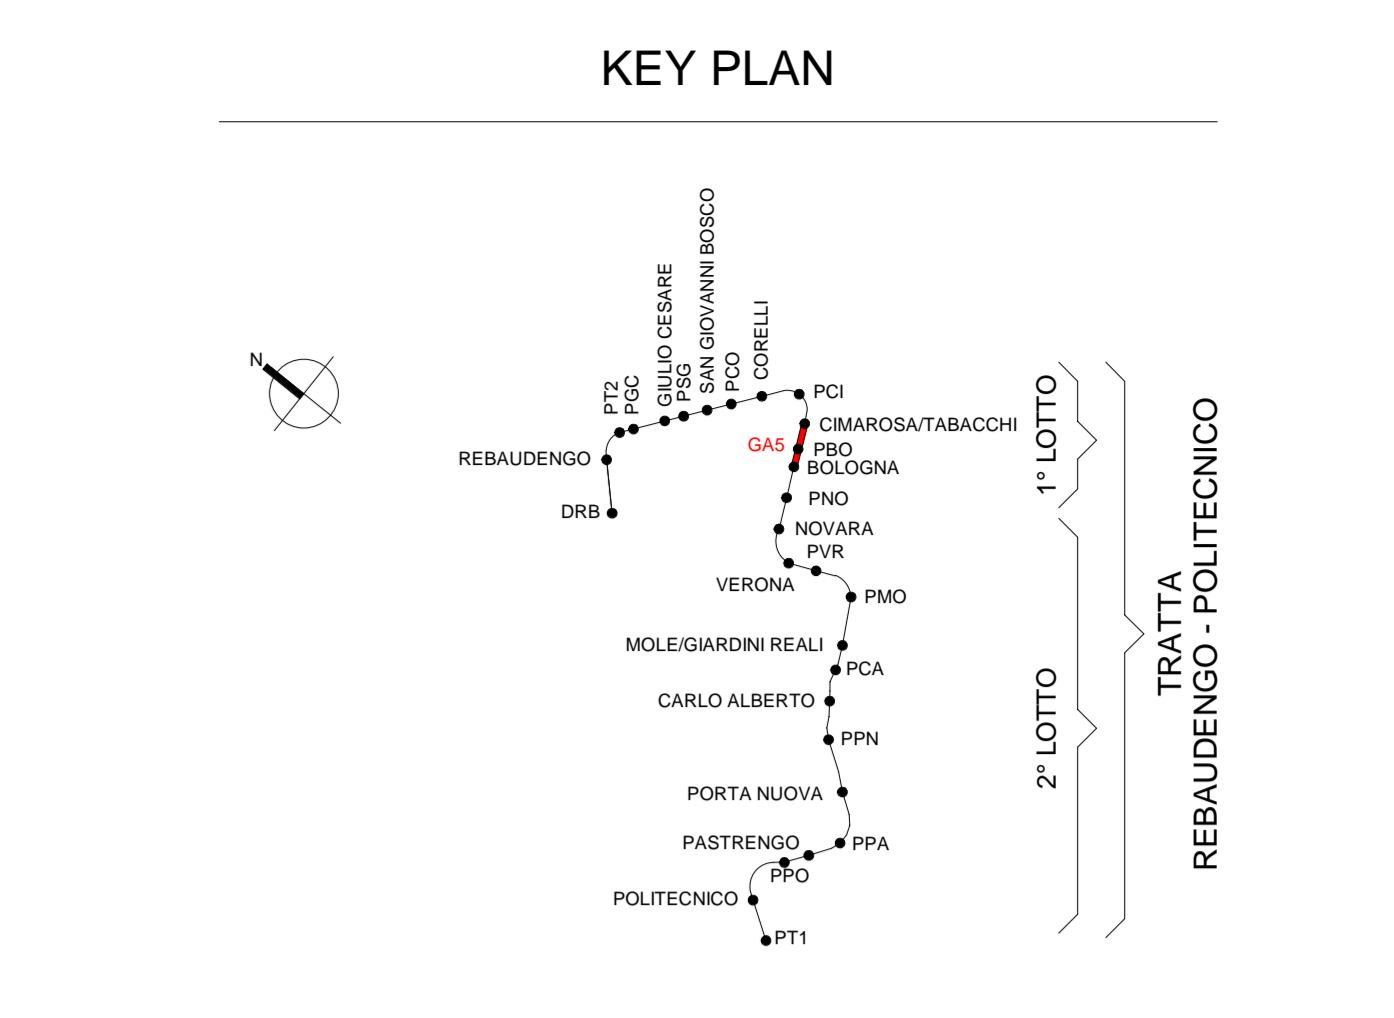 KEY PLAN
N
PT2
PGC
GIULIO CESARE
PSG
SAN GIOVANNI BOSCO
PCO
CORELLI
PCI
CIMAROSA/TABACCHI
GA5
PBO
BOLOGNA
REBAUDENGO
DRB
PNO
NOVARA
PVR
VERONA
PMO
MOLE/GIARDINI REALI
PCA
CARLO ALBERTO
PPN
PORTA NUOVA
PASTRENGO
PPA
PPO
POLITECNICO
PT1
1° LOTTO
2° LOTTO
TRATTA
REBAUDENGO - POLITECNICO